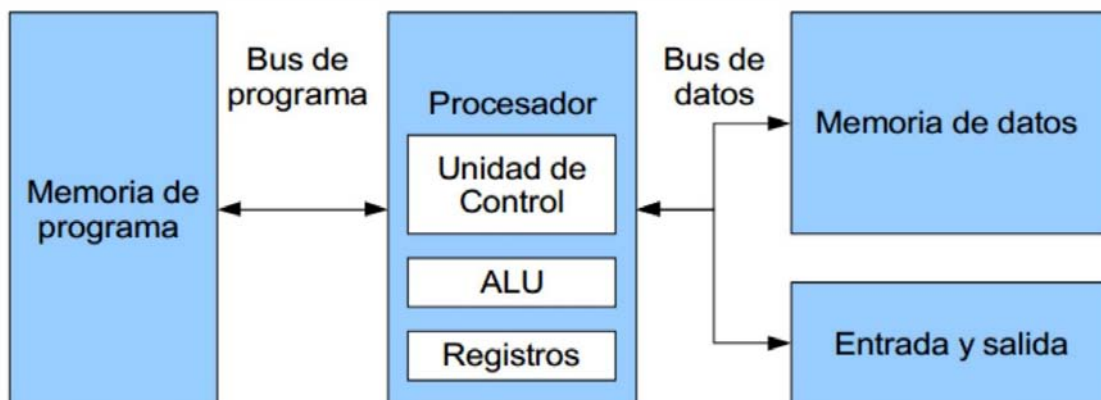 Memoria de
programa
Bus de
programa
Procesador
Unidad de
Control
ALU
Registros
Bus de
datos
Memoria de datos
Entrada y salida